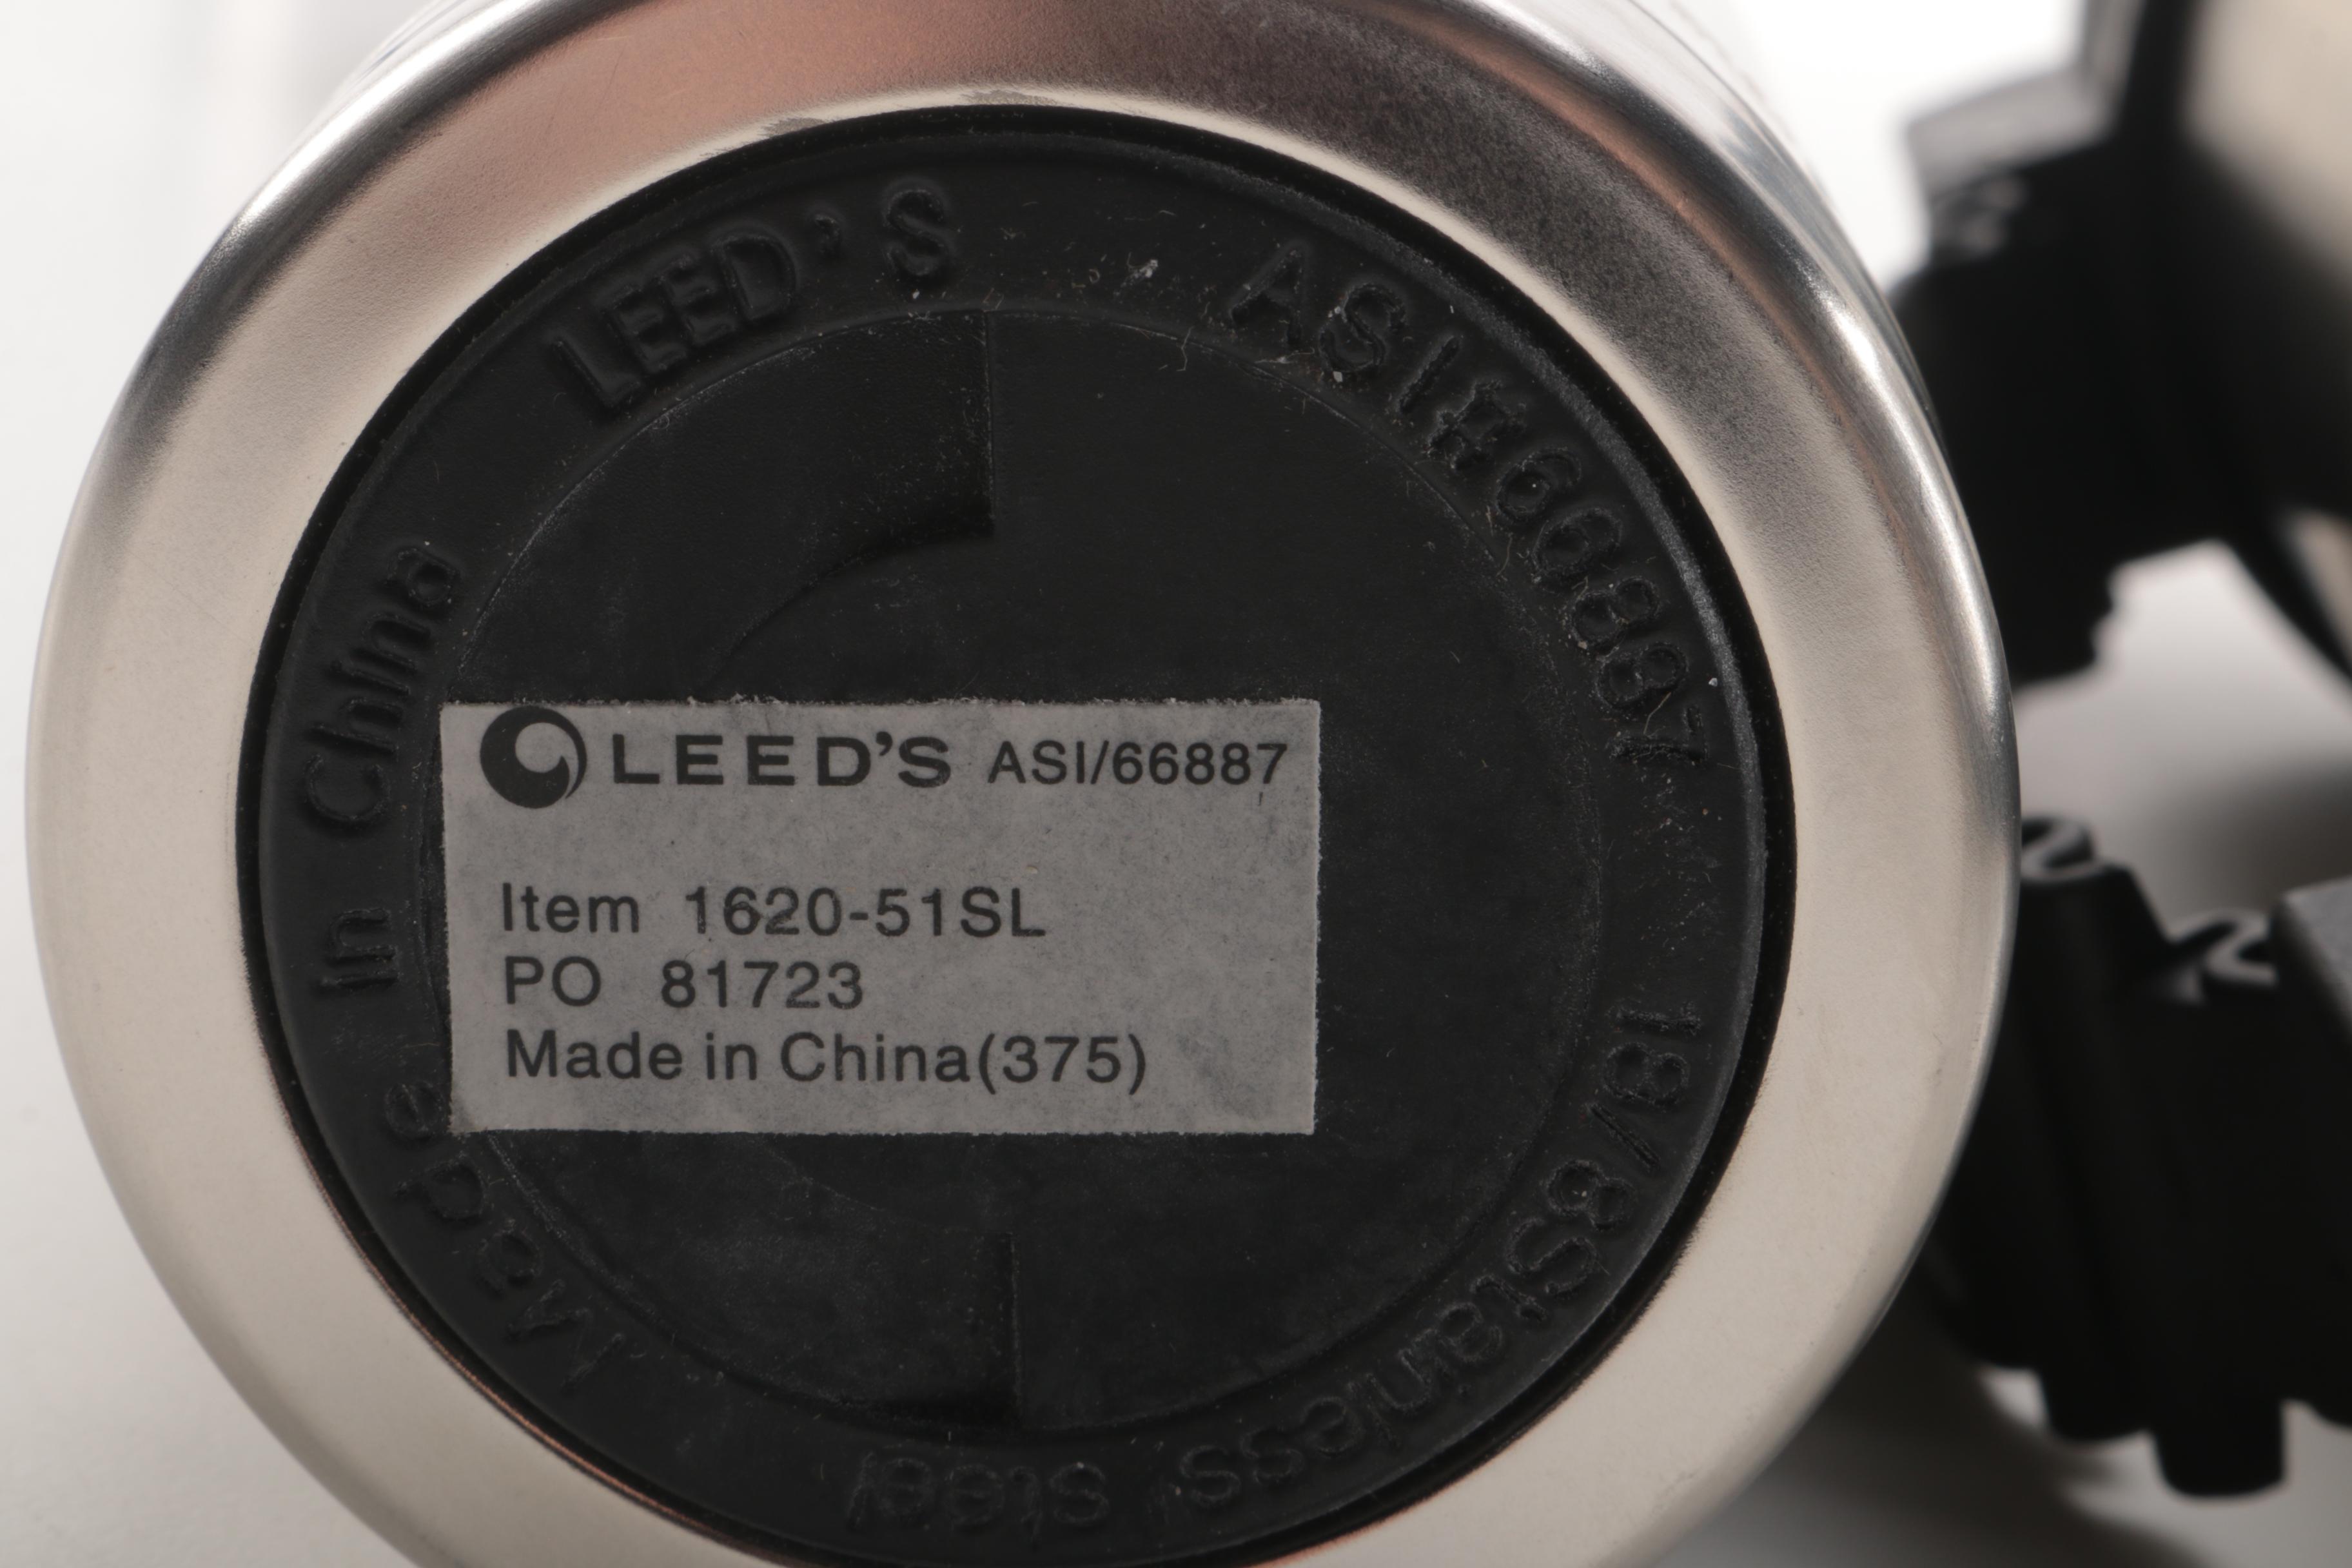 LEED'S ASI#66887 18/8Stainless steel Made in China
LEED'S ASI/66887
Item 1620-51SL
PO 81723
Made in China(375)